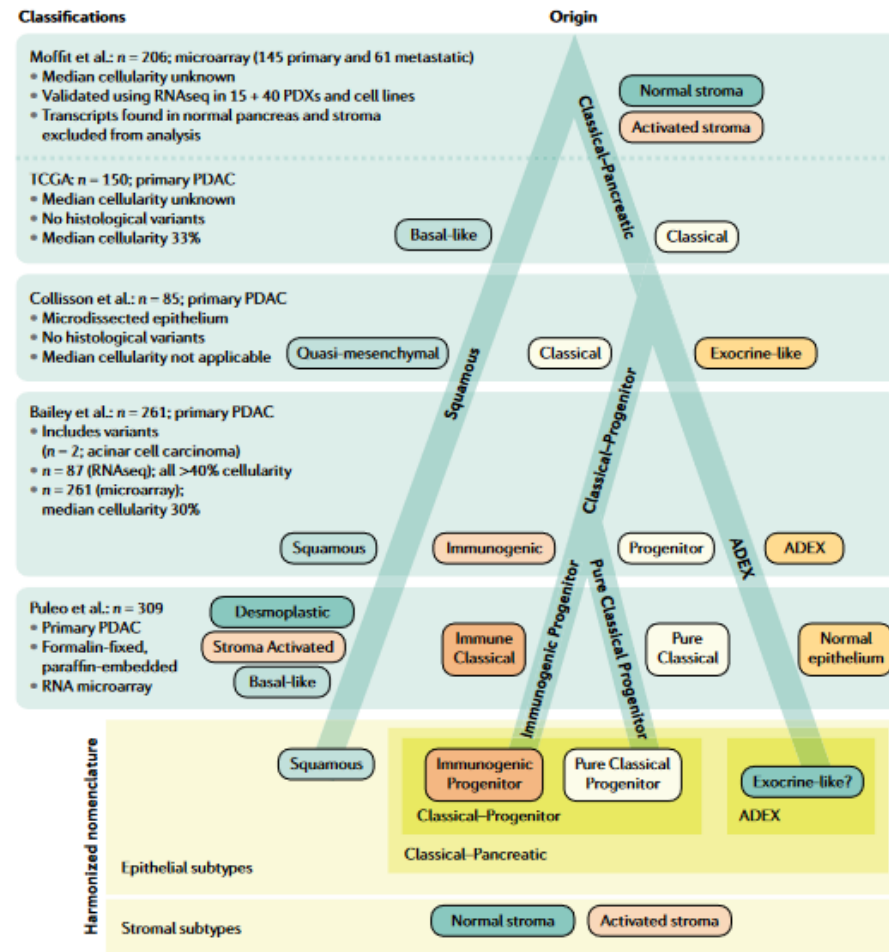 Classifications
Origin
Moffit et al.: n = 206; microarray (145 primary and 61 metastatic)
• Median cellularity unknown
• Validated using RNAseq in 15 + 40 PDXs and cell lines
• Transcripts found in normal pancreas and stroma
excluded from analysis
Normal stroma
Activated stroma
Classical–Pancreatic
TCGA: n = 150; primary PDAC
• Median cellularity unknown
• No histological variants
• Median cellularity 33%
Basal-like
Classical
Collisson et al.: n = 85; primary PDAC
• Microdissected epithelium
• No histological variants
• Median cellularity not applicable
Quasi-mesenchymal
Classical
Exocrine-like
Squamous
Classical–Progenitor
Bailey et al.: n = 261; primary PDAC
• Includes variants
(n = 2; acinar cell carcinoma)
• n = 87 (RNAseq); all >40% cellularity
• n = 261 (microarray);
median cellularity 30%
Squamous
Immunogenic
Progenitor
ADEX
ADEX
Puleo et al.: n = 309
• Primary PDAC
• Formalin-fixed,
paraffin-embedded
• RNA microarray
Desmoplastic
Stroma Activated
Basal-like
Immune
Classical
Immunogenic Progenitor
Pure Classical Progenitor
Pure
Classical
Normal
epithelium
Harmonized nomenclature
Squamous
Immunogenic
Progenitor
Pure Classical
Progenitor
Exocrine-like?
Classical–Progenitor
ADEX
Classical–Pancreatic
Epithelial subtypes
Stromal subtypes
Normal stroma
Activated stroma